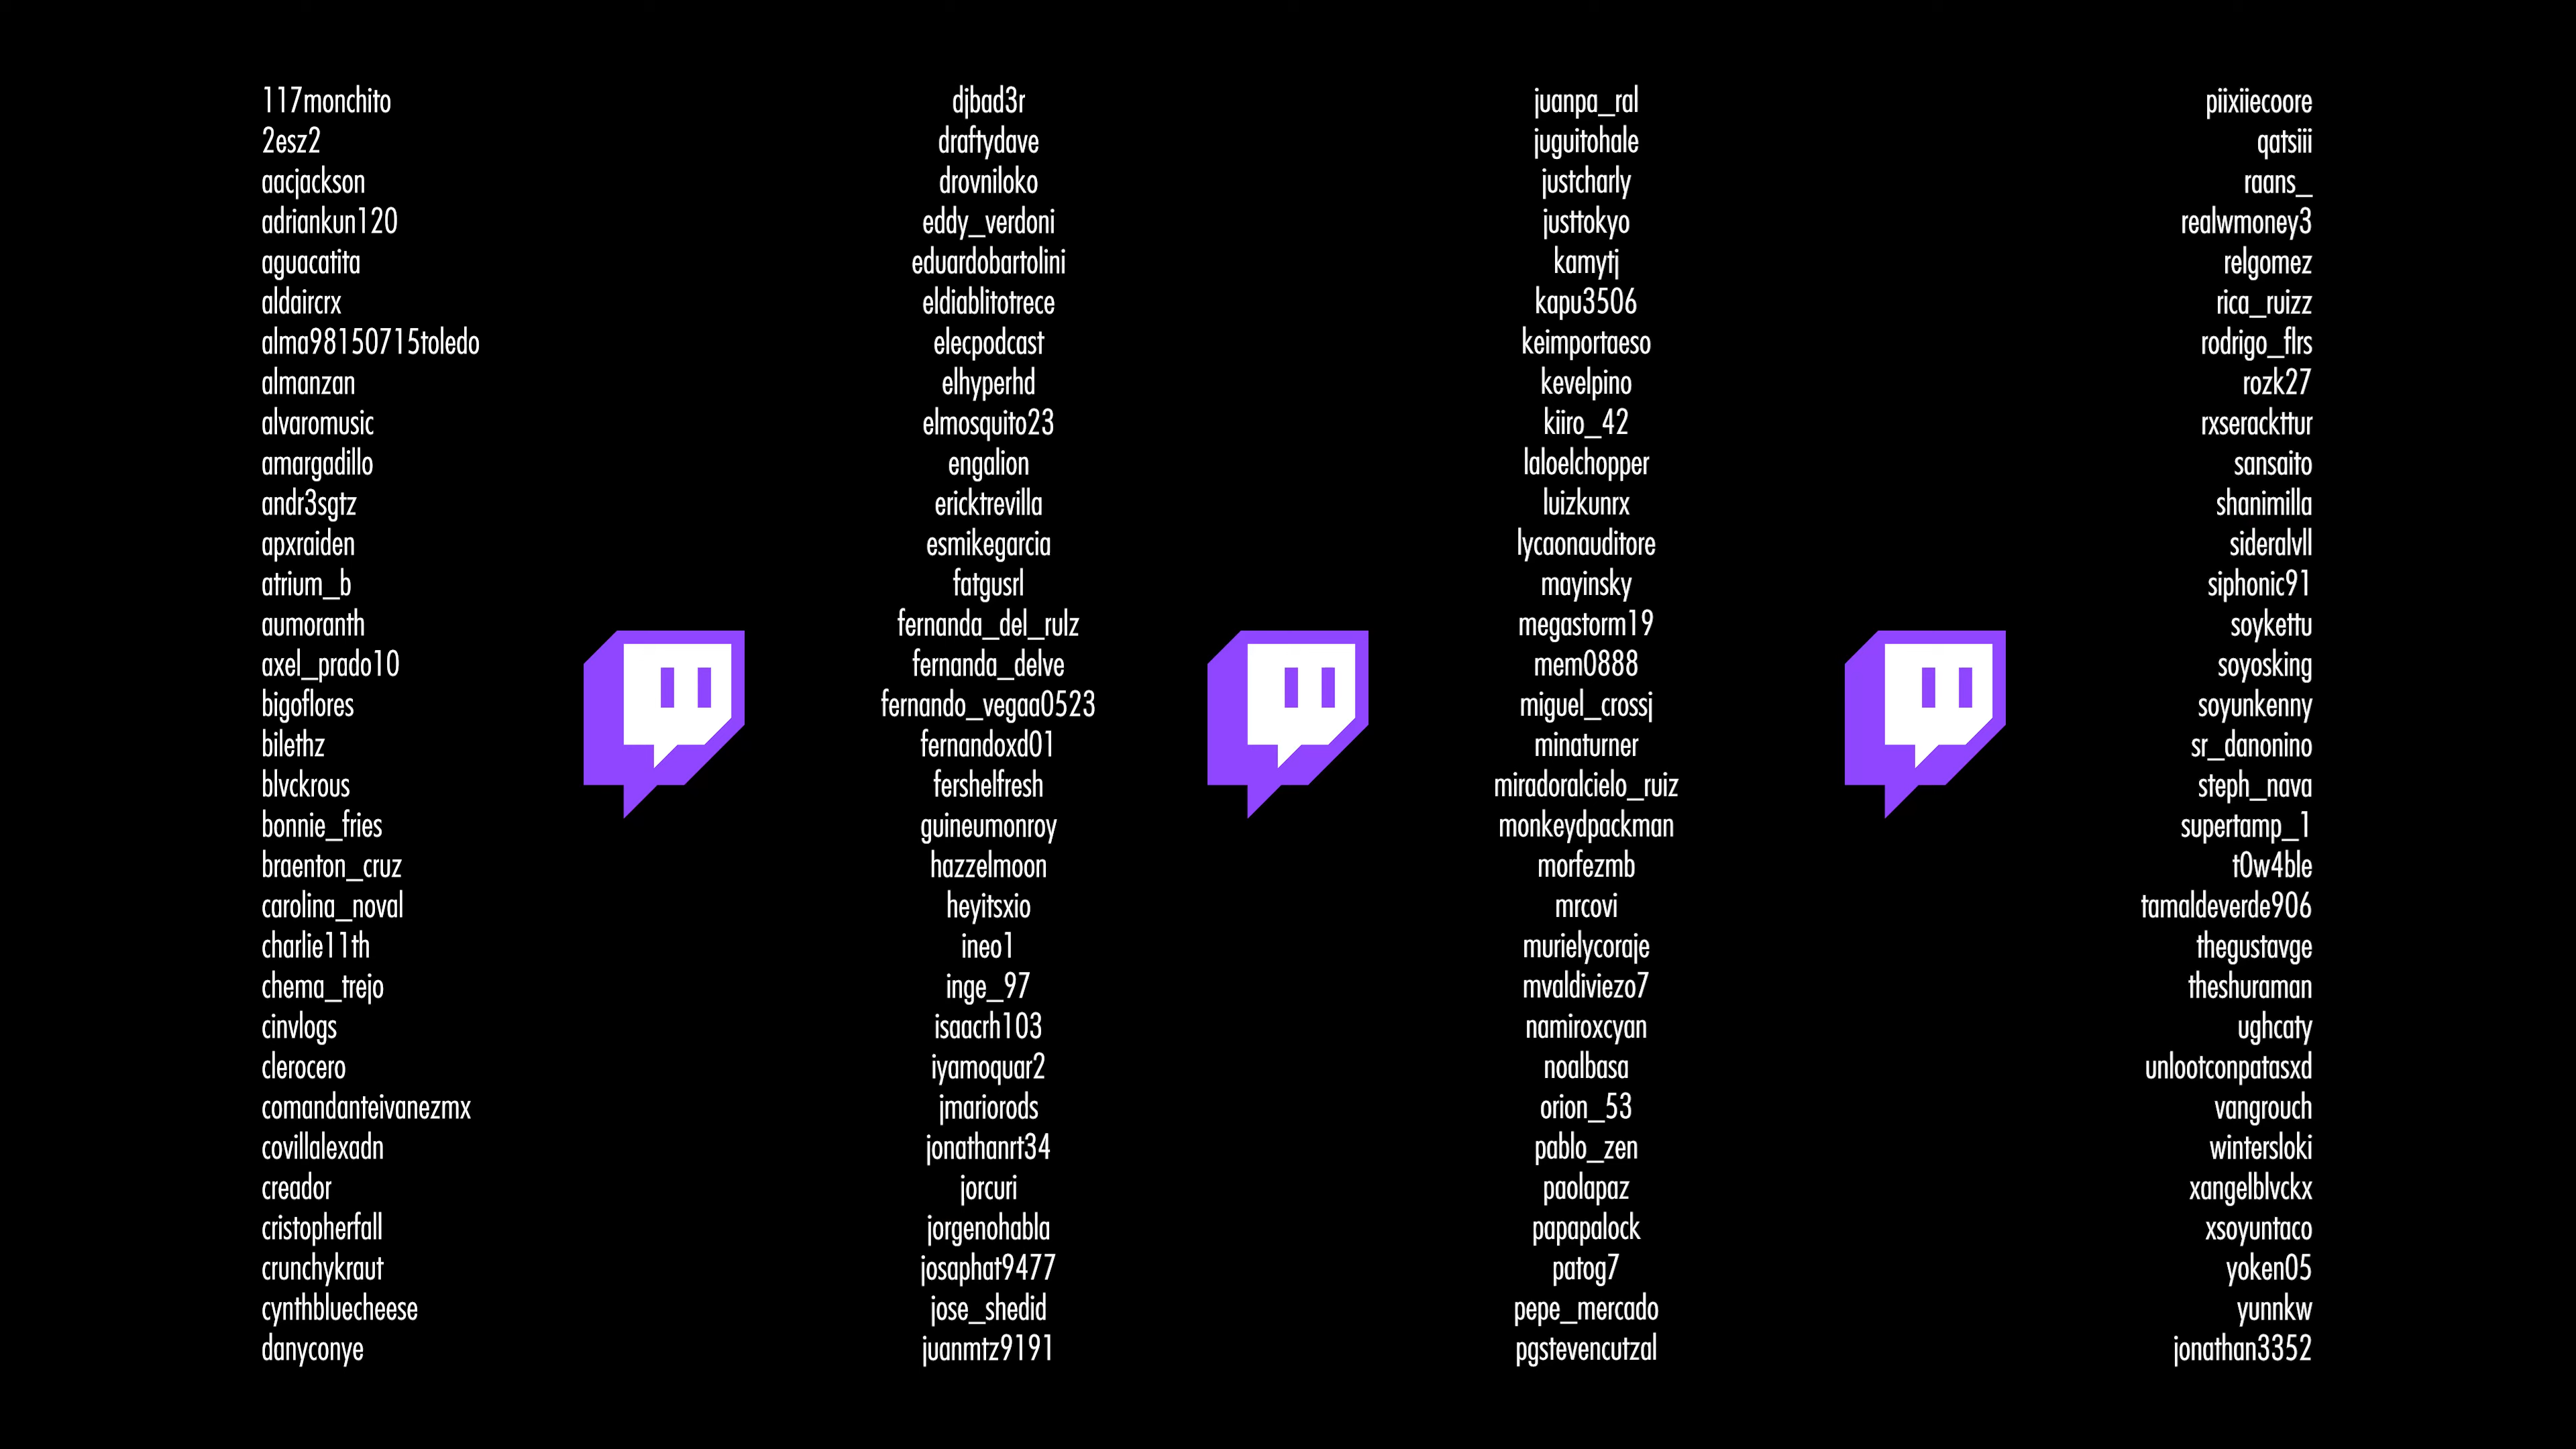 117monchito
2esz2
aacjackson
adriankun120
aguacatita
aldaircrx
alma98150715toledo
almanzan
alvaromusic
amargadillo
andr3sgtz
apxraiden
atrium_b
aumoranth
axel_prado10
bigoflores
bilethz
blvckrous
bonnie_fries
braenton_cruz
carolina_noval
charlie11th
chema_trejo
cinvlogs
clerocero
comandanteivanezmx
covillalexadn
creador
cristopherfall
crunchykraut
cynthbluecheese
danyconye
djbad3r
draftydave
drovniloko
eddy_verdoni
eduardobartolini
eldiablitotrece
elecpodcast
elhyperhd
elmosquito23
engalion
ericktrevilla
esmikegarcia
fatgusrl
fernanda_del_rulz
fernanda_delve
fernando_vegaa0523
fernandoxd01
fershelfresh
guineumonroy
hazzelmoon
heyitsxio
ineo1
inge_97
isaacrh103
iyamoquar2
jmariorods
jonathanrt34
jorcuri
jorgenohabla
josaphat9477
jose_shedid
juanmtz9191
juanpa_ral
juguitohale
justcharly
justtokyo
kamytj
kapu3506
keimportaeso
kevelpino
kiiro_42
laloelchopper
luizkunrx
lycaonauditore
mayinsky
megastorm19
mem0888
miguel_crossj
minaturner
miradoralcielo_ruiz
monkeydpackman
morfezmb
mrcovi
murielycoraje
mvaldiviezo7
namiroxcyan
noalbasa
orion_53
pablo_zen
paolapaz
papapalock
patog7
pepe_mercado
pgstevencutzal
piixiiecoore
qatsiii
raans_
realwmoney3
relgomez
rica_ruizz
rodrigo_flrs
rozk27
rxserackttur
sansaito
shanimilla
sideralvll
siphonic91
soykettu
soyosking
soyunkenny
sr_danonino
steph_nava
supertamp_1
t0w4ble
tamaldeverde906
thegustavge
theshuraman
ughcaty
unlootconpatasxd
vangrouch
wintersloki
xangelblvckx
xsoyuntaco
yoken05
yunnkw
jonathan3352